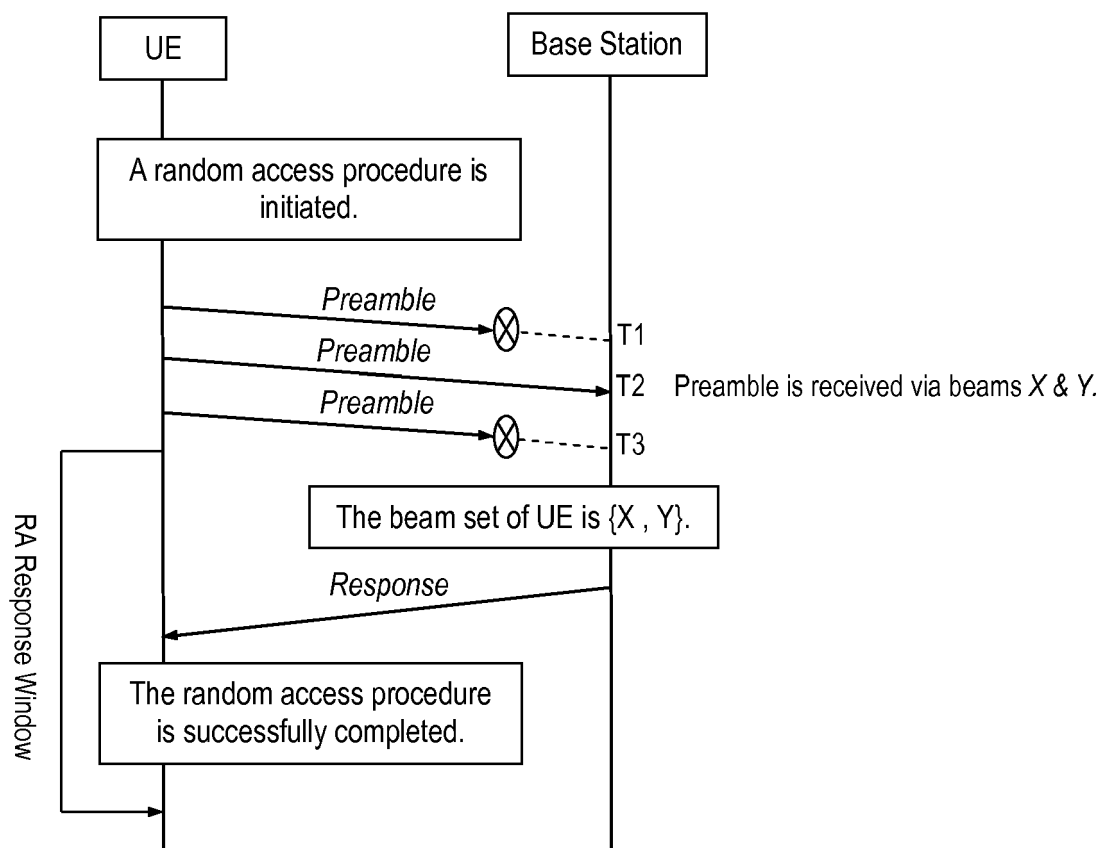 UE
Base Station
A random access procedure is
initiated.
Preamble
T1
Preamble
T2 Preamble is received via beams X & Y.
Preamble
T3
The beam set of UE is {X , Y}.
RA Response Window
Response
The random access procedure
is successfully completed.